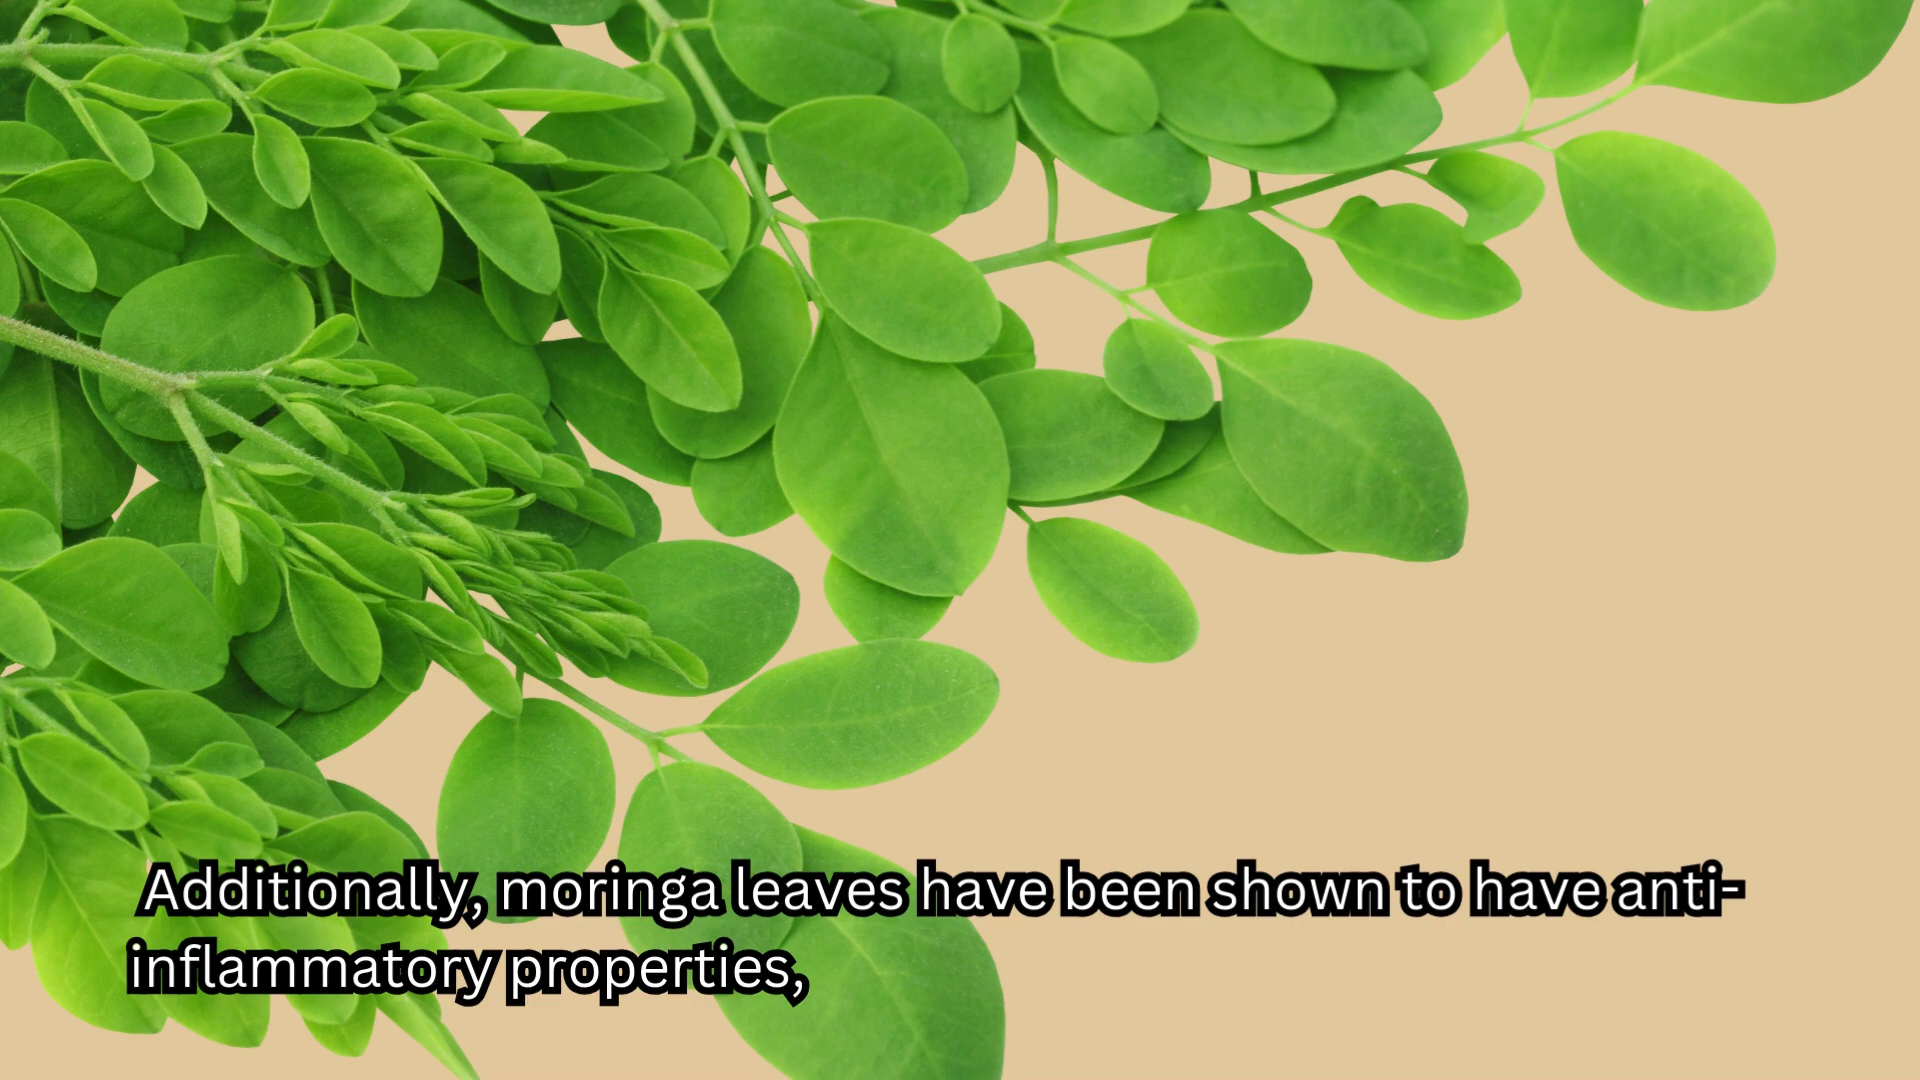 Additionally, moringa leaves have been shown to have anti-
inflammatory properties,